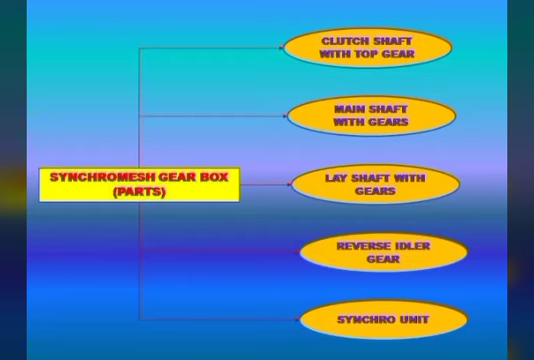 CLUTCH SHAFT
WITH TOP GEAR
MAIN SHAFT
WITH GEARS
SYNCHROMESH GEAR BOX
(PARTS)
LAY SHAFT WITH
GEARS
REVERSE IDLER
GEAR
SYNCHRO UNIT